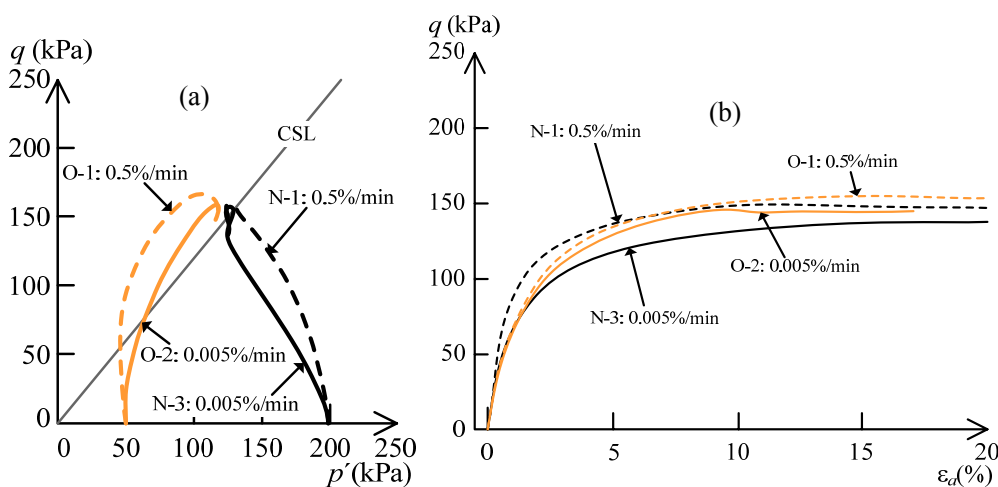 q (kPa)
250
200
150
100
50
0
(a)
CSL
O-1: 0.5%/min
N-1: 0.5%/min
O-2: 0.005%/min
N-3: 0.005%/min
0
50
100
150
200
250
p′(kPa)
q (kPa)
250
200
150
100
50
0
(b)
N-1: 0.5%/min
O-1: 0.5%/min
O-2: 0.005%/min
N-3: 0.005%/min
0
5
10
15
20
εa(%)